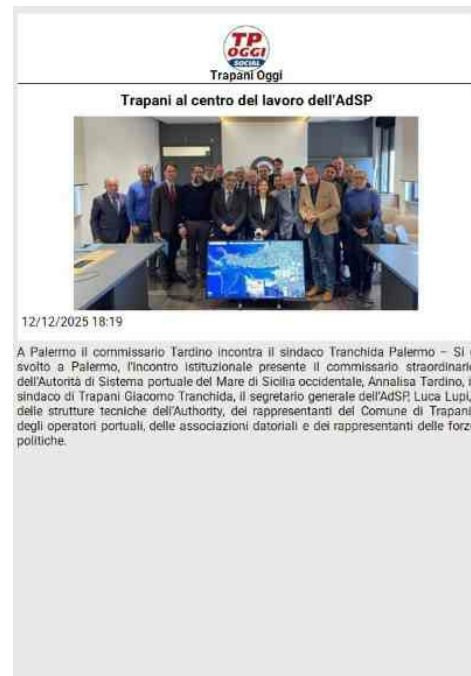 TP
OGGI
SOCIAL
Trapani Oggi
Trapani al centro del lavoro dell'AdSP
12/12/2025 18:19
A Palermo il commissario Tardino incontra il sindaco Tranchida Palermo – Si
svolto a Palermo, l'incontro istituzionale presente il commissario straordinario
dell'Autorità di Sistema portuale del Mare di Sicilia occidentale, Annalisa Tardino, i
sindaco di Trapani Giacomo Tranchida, il segretario generale dell'AdSP, Luca Lupi,
delle strutture tecniche dell'Authority, dei rappresentanti del Comune di Trapani
degli operatori portuali, delle associazioni datoriali e dei rappresentanti delle forze
politiche.